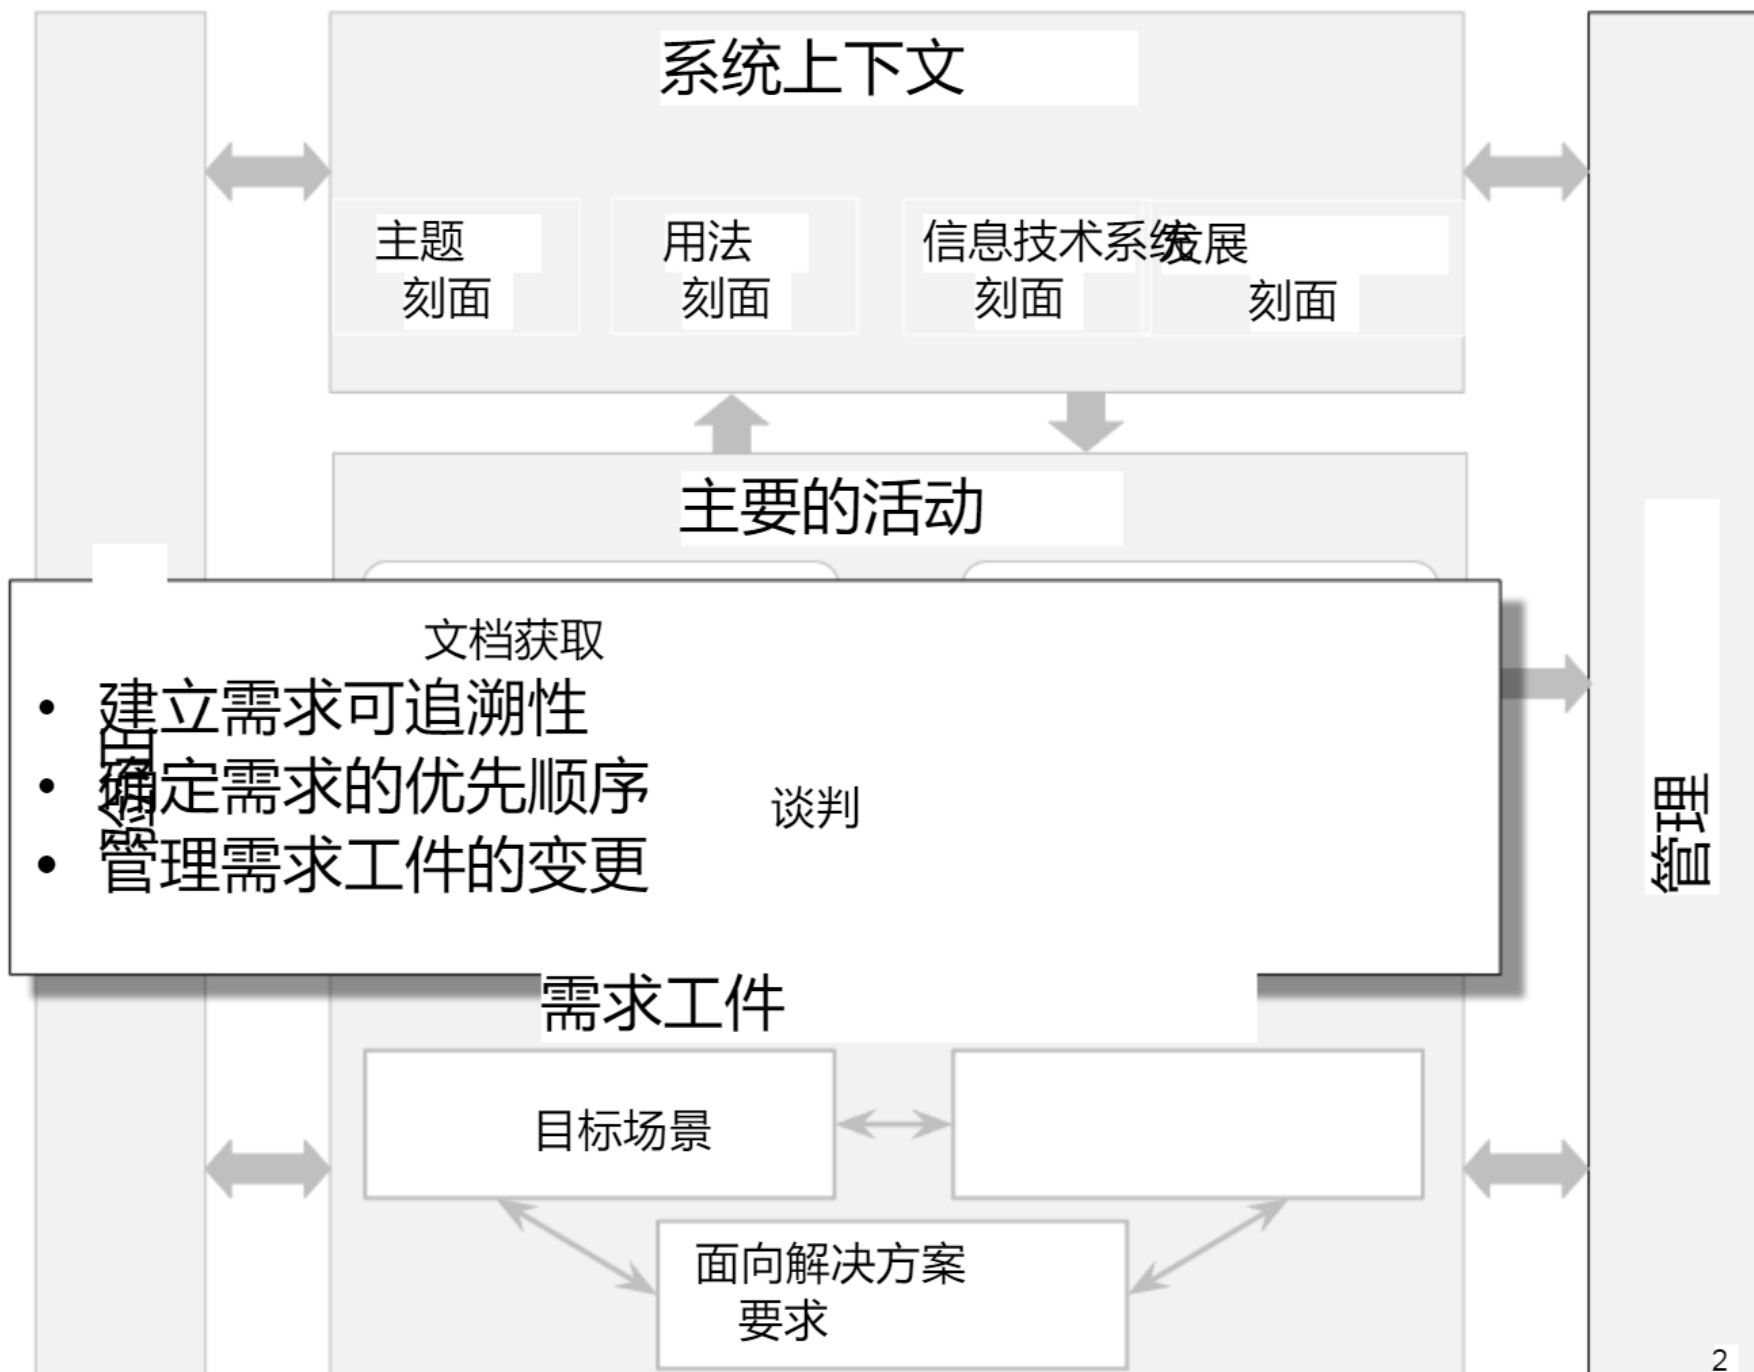 系统上下文
主题
刻面
用法
刻面
信息技术系统
刻面
发展
刻面
主要的活动
文档获取
• 建立需求可追溯性
• 确定需求的优先顺序
• 管理需求工件的变更
谈判
验证
管理
需求工件
目标场景
面向解决方案
要求
2